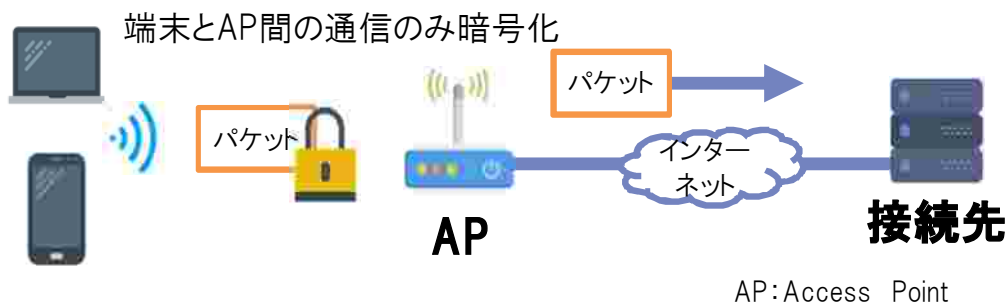 端末とAP間の通信のみ暗号化
パケット
パケット
インター
ネット
AP
接続先
AP:Access Point